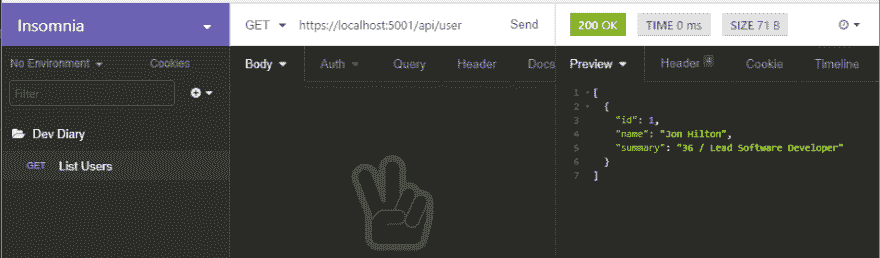 Insomnia
GET https://localhost:5001/api/user Send
200 OK TIME 0 ms SIZE 71 B
No Environment Cookies
Body Auth Query Header Docs
Preview Header 4 Cookie Timeline
Filter
Dev Diary
GET List Users
1 [
2 {
3 "id": 1,
4 "name": "Jon Hilton",
5 "summary": "36 / Lead Software Developer"
6 }
7 ]